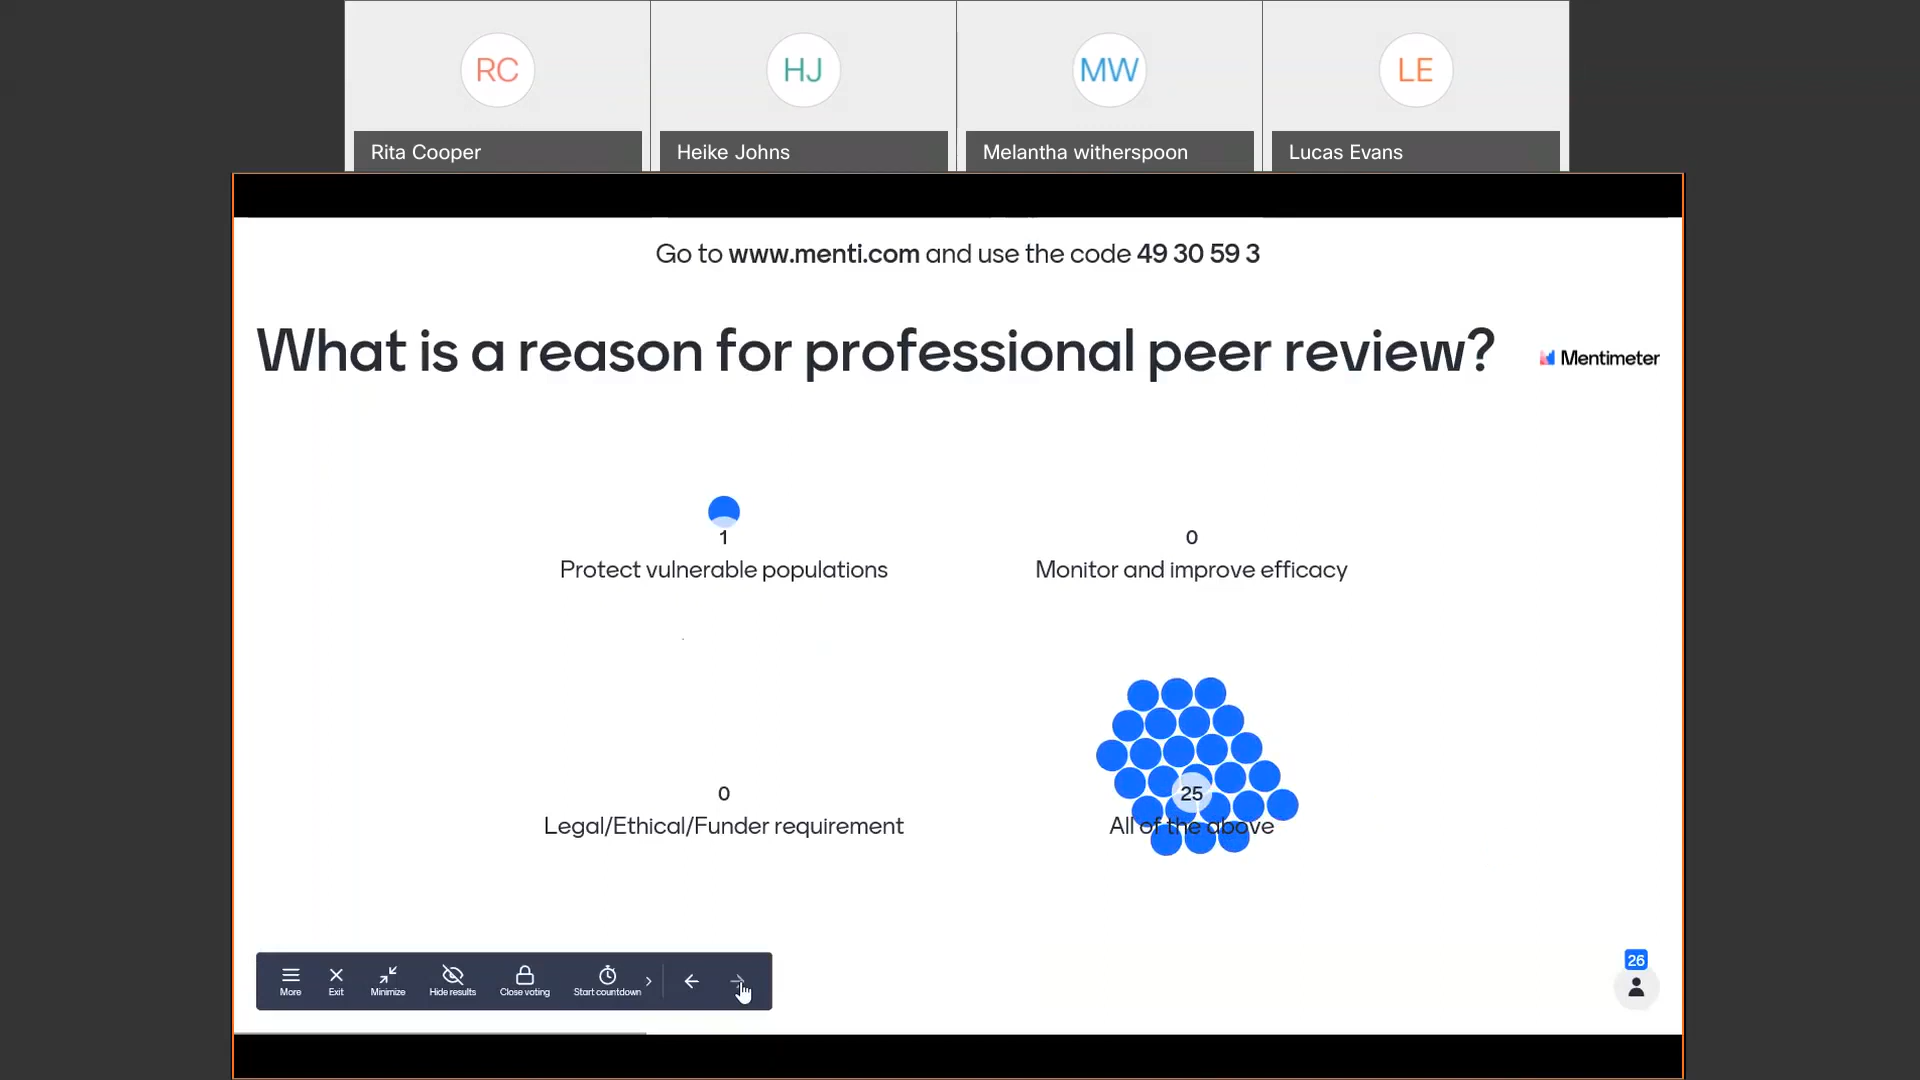 RC
HJ
MW
LE
Rita Cooper
Heike Johns
Melantha witherspoon
Lucas Evans
Go to www.menti.com and use the code 49 30 59 3
What is a reason for professional peer review?
Mentimeter
1
Protect vulnerable populations
0
Monitor and improve efficacy
0
Legal/Ethical/Funder requirement
25
All of the above
More
Exit
Minimize
Hide results
Close voting
Start countdown
26